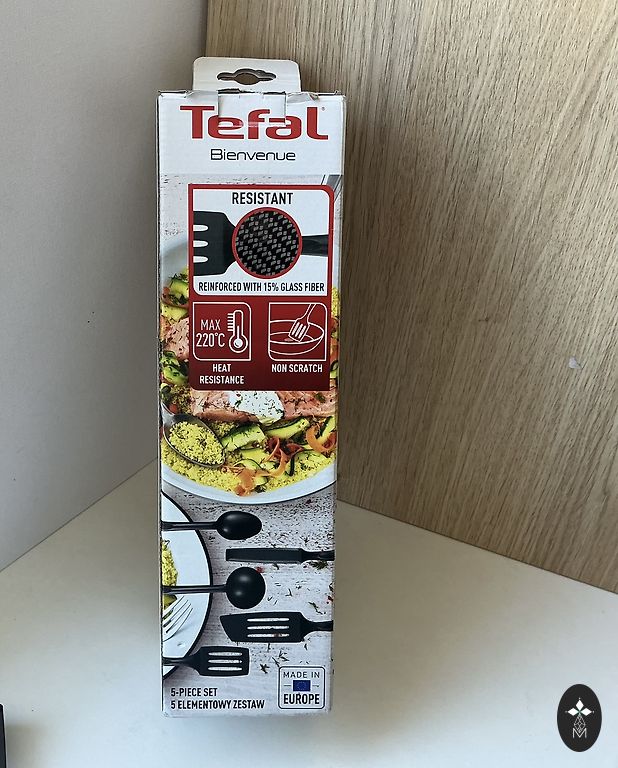 Tefal®
Bienvenue
RESISTANT
REINFORCED WITH 15% GLASS FIBER
MAX
220°C
HEAT
RESISTANCE
NON SCRATCH
5-PIECE SET
5 ELEMENTOWY ZESTAW
MADE IN
EUROPE
M